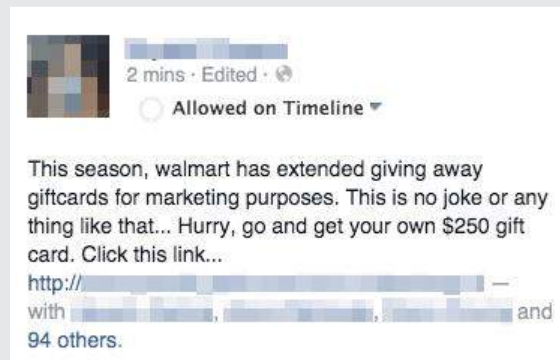 2 mins · Edited ·
Allowed on Timeline
This season, walmart has extended giving away
giftcards for marketing purposes. This is no joke or any
thing like that... Hurry, go and get your own $250 gift
card. Click this link...
http:// —
with , , and
94 others.